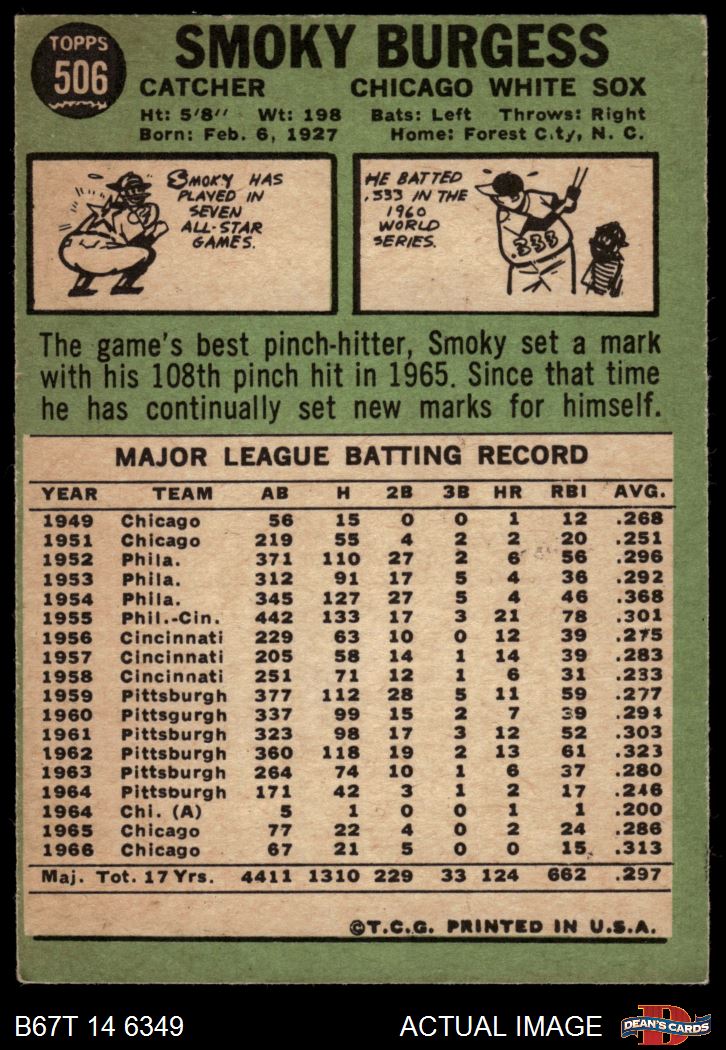 TOPPS
506
SMOKY BURGESS
CATCHER CHICAGO WHITE SOX
Ht: 5'8" Wt: 198 Bats: Left Throws: Right
Born: Feb. 6, 1927 Home: Forest City, N. C.
SMOKY HAS
PLAYED IN
SEVEN
ALL-STAR
GAMES.
HE BATTED
.333 IN THE
1960
WORLD
SERIES.
333
The game's best pinch-hitter, Smoky set a mark
with his 108th pinch hit in 1965. Since that time
he has continually set new marks for himself.
MAJOR LEAGUE BATTING RECORD
YEAR TEAM AB H 2B 3B HR RBI AVG.
1949 Chicago 56 15 0 0 1 12 .268
1951 Chicago 219 55 4 2 2 20 .251
1952 Phila. 371 110 27 2 6 56 .296
1953 Phila. 312 91 17 5 4 36 .292
1954 Phila. 345 127 27 5 4 46 .368
1955 Phil.-Cin. 442 133 17 3 21 78 .301
1956 Cincinnati 229 63 10 0 12 39 .275
1957 Cincinnati 205 58 14 1 14 39 .283
1958 Cincinnati 251 71 12 1 6 31 .233
1959 Pittsburgh 377 112 28 5 11 59 .277
1960 Pittsgurgh 337 99 15 2 7 39 .294
1961 Pittsburgh 323 98 17 3 12 52 .303
1962 Pittsburgh 360 118 19 2 13 61 .323
1963 Pittsburgh 264 74 10 1 6 37 .280
1964 Pittsburgh 171 42 3 1 2 17 .246
1964 Chi. (A) 5 1 0 0 1 1 .200
1965 Chicago 77 22 4 0 2 24 .286
1966 Chicago 67 21 5 0 0 15 .313
Maj. Tot. 17 Yrs. 4411 1310 229 33 124 662 .297
©T.C.G. PRINTED IN U.S.A.
B67T 14 6349 ACTUAL IMAGE
D
DEAN'S CARDS